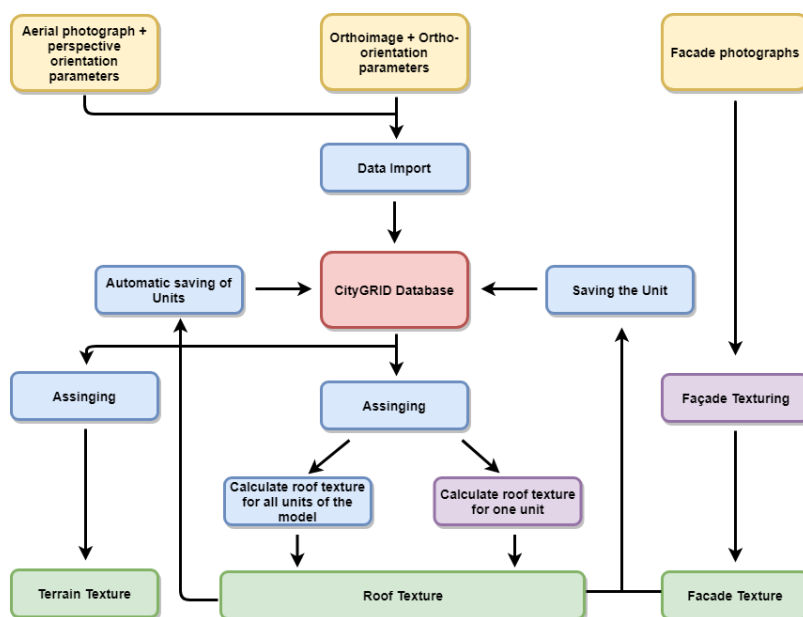 Aerial photograph +
perspective
orientation
parameters
Orthoimage + Ortho-
orientation
parameters
Facade photographs
Data Import
Automatic saving of
Units
CityGRID Database
Saving the Unit
Assinging
Assinging
Façade Texturing
Calculate roof texture
for all units of the
model
Calculate roof texture
for one unit
Terrain Texture
Roof Texture
Facade Texture